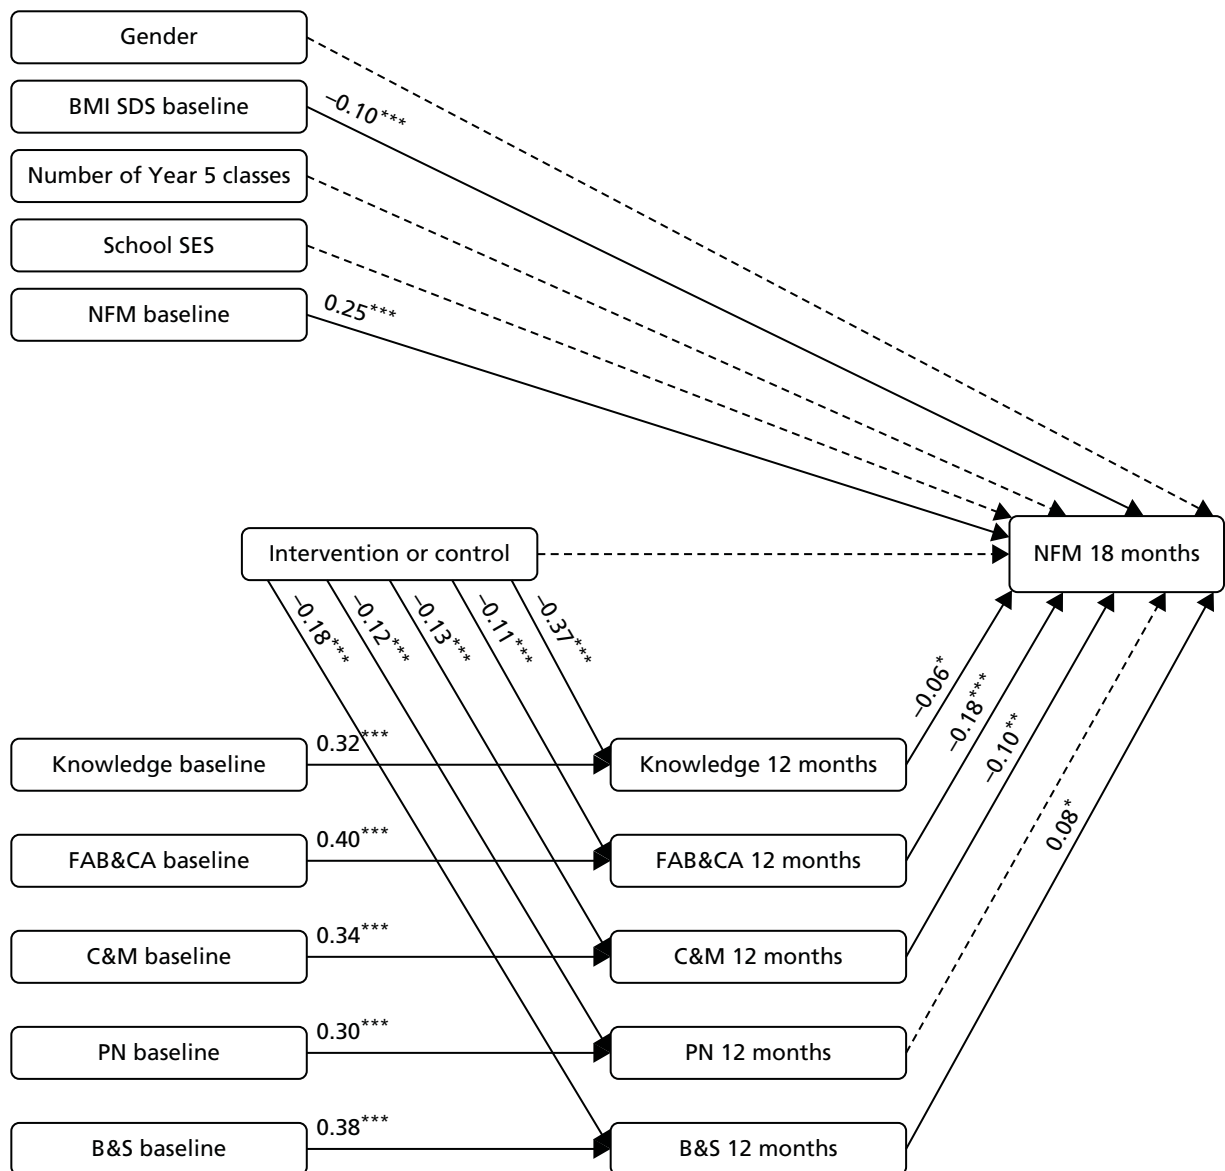 Gender
BMI SDS baseline
−0.10***
Number of Year 5 classes
School SES
NFM baseline
0.25***
Intervention or control
NFM 18 months
−0.18***
−0.12***
−0.13***
−0.11***
−0.37***
−0.06*
−0.18***
−0.10**
0.08*
Knowledge baseline
0.32***
Knowledge 12 months
FAB&CA baseline
0.40***
FAB&CA 12 months
C&M baseline
0.34***
C&M 12 months
PN baseline
0.30***
PN 12 months
B&S baseline
0.38***
B&S 12 months